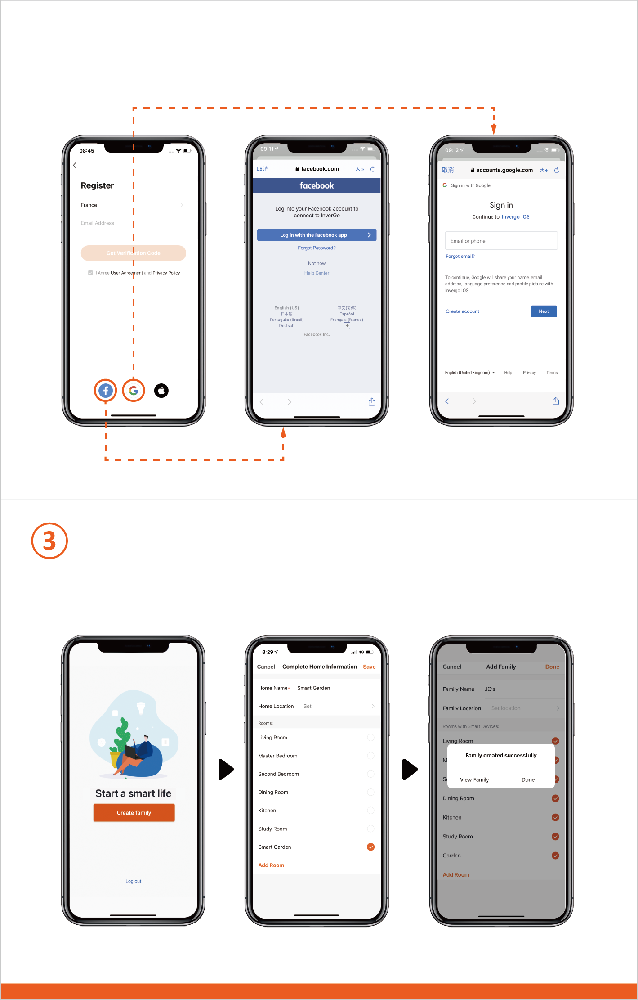 08:45
Register
France
Email Address
Get Verification Code
I Agree User Agreement and Privacy Policy
09:11
取消
facebook.com
大小
facebook
Log into your Facebook account to
connect to InverGo
Log in with the Facebook app
Forgot Password?
Not now
Help Center
English (US)
中文(简体)
日本語
Español
Português (Brasil)
Français (France)
Deutsch
Facebook Inc.
09:12
取消
accounts.google.com
大小
Sign in with Google
Sign in
Continue to Invergo IOS
Email or phone
Forgot email?
To continue, Google will share your name, email
address, language preference and profile picture with
Invergo IOS.
Create account
Next
English (United Kingdom)
Help
Privacy
Terms
3
Start a smart life
Create family
Log out
8:29
4G
Cancel
Complete Home Information
Save
Home Name*
Smart Garden
Home Location
Set
Rooms:
Living Room
Master Bedroom
Second Bedroom
Dining Room
Kitchen
Study Room
Smart Garden
Add Room
Cancel
Add Family
Done
Family Name
JC's
Family Location
Set location
Rooms with Smart Devices:
Living Room
M
Family created successfully
Se
View Family
Done
Dining Room
Kitchen
Study Room
Garden
Add Room